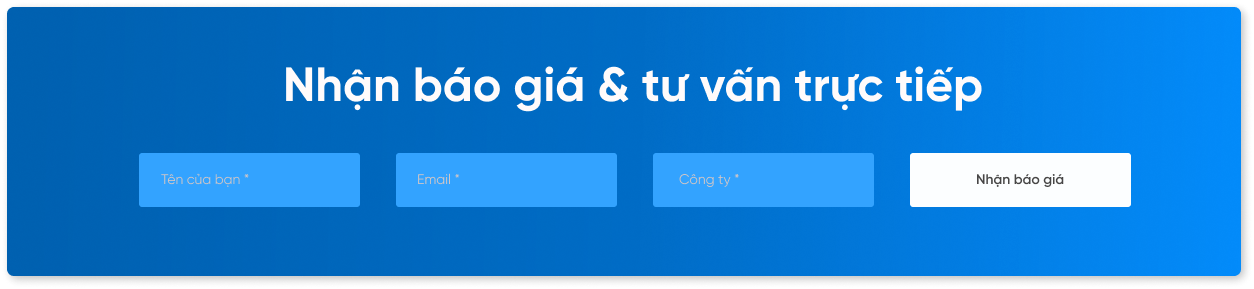 Nhận báo giá & tư vấn trực tiếp
Tên của bạn *
Email *
Công ty *
Nhận báo giá